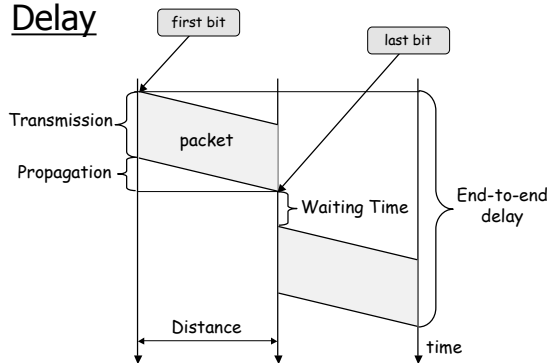 Delay
first bit
last bit
Transmission
packet
Propagation
Waiting Time
End-to-end
delay
Distance
time